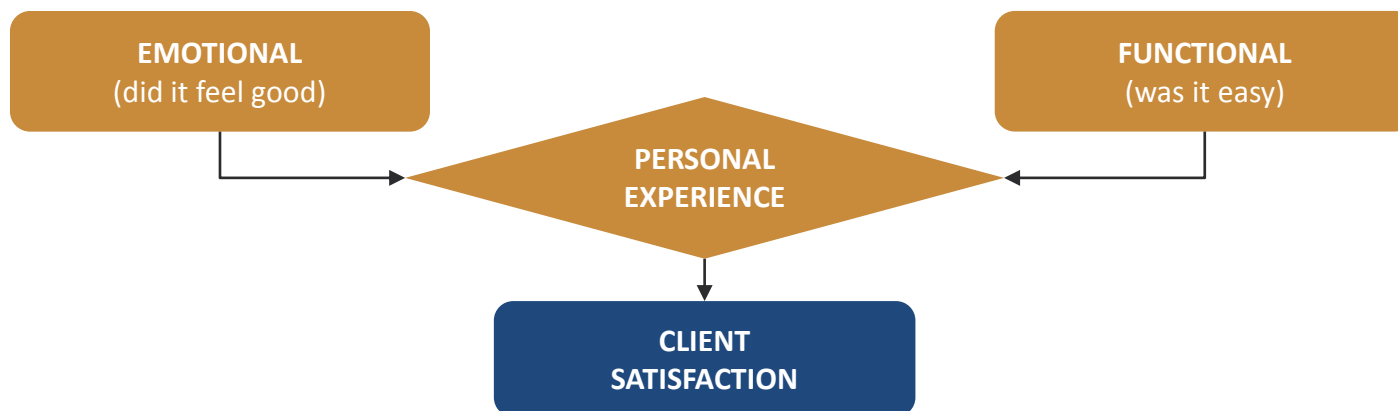 EMOTIONAL
(did it feel good)
FUNCTIONAL
(was it easy)
PERSONAL
EXPERIENCE
CLIENT
SATISFACTION